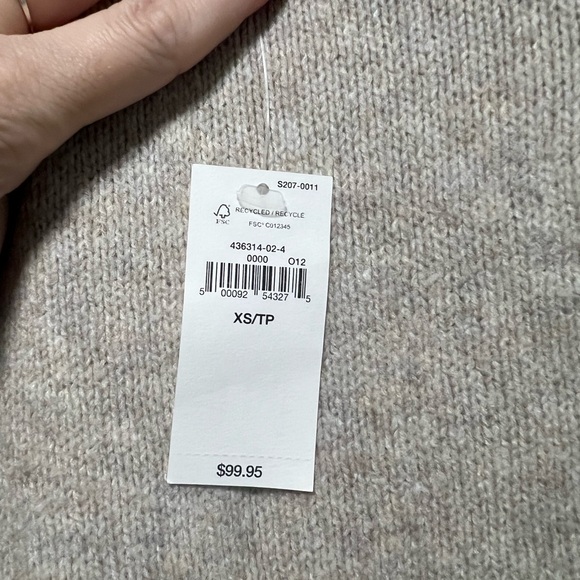 S207-0011
RECYCLED / RECYCLÉ
FSC
FSC® C012345
436314-02-4
0000 O12
5 00092 54327 5
XS/TP
$99.95